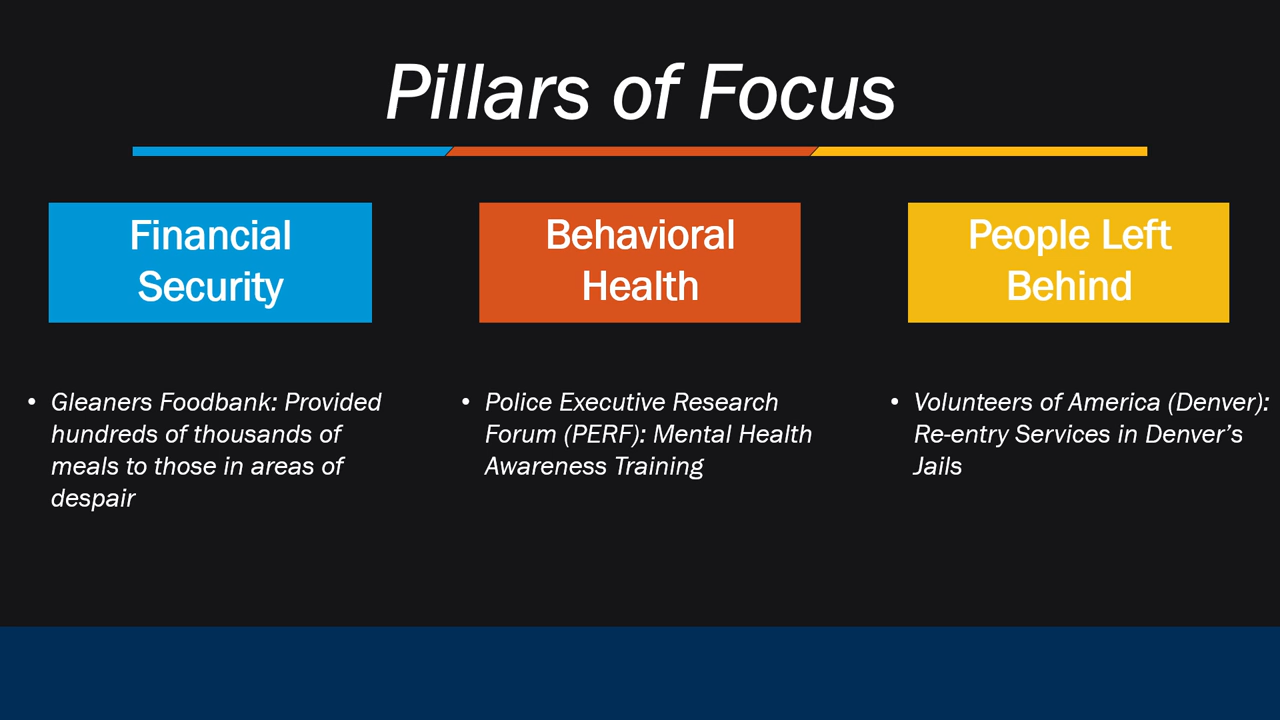 Pillars of Focus
Financial
Security
Behavioral
Health
People Left
Behind
• Gleaners Foodbank: Provided
hundreds of thousands of
meals to those in areas of
despair
• Police Executive Research
Forum (PERF): Mental Health
Awareness Training
• Volunteers of America (Denver):
Re-entry Services in Denver’s
Jails